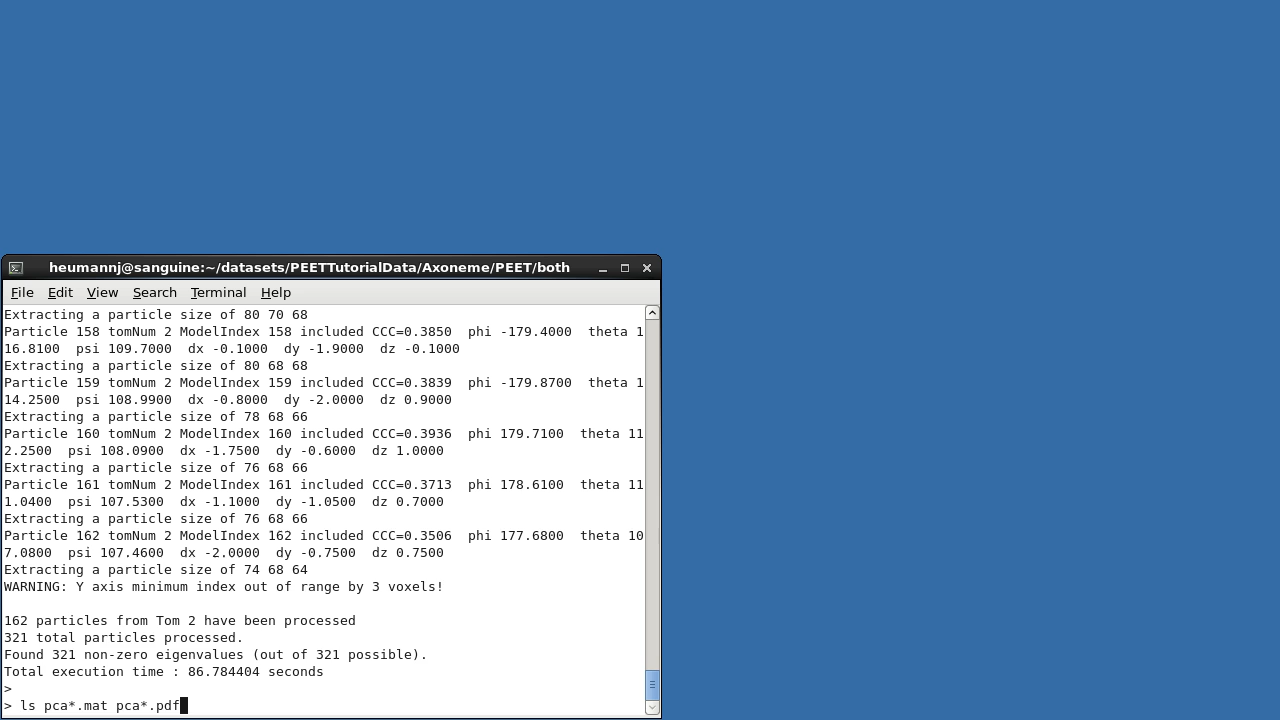 heumannj@sanguine:~/datasets/PEETTutorialData/Axoneme/PEET/both
File Edit View Search Terminal Help
Extracting a particle size of 80 70 68
Particle 158 tomNum 2 ModelIndex 158 included CCC=0.3850  phi -179.4000  theta 1
16.8100  psi 109.7000  dx -0.1000  dy -1.9000  dz -0.1000
Extracting a particle size of 80 68 68
Particle 159 tomNum 2 ModelIndex 159 included CCC=0.3839  phi -179.8700  theta 1
14.2500  psi 108.9900  dx -0.8000  dy -2.0000  dz 0.9000
Extracting a particle size of 78 68 66
Particle 160 tomNum 2 ModelIndex 160 included CCC=0.3936  phi 179.7100  theta 11
2.2500  psi 108.0900  dx -1.7500  dy -0.6000  dz 1.0000
Extracting a particle size of 76 68 66
Particle 161 tomNum 2 ModelIndex 161 included CCC=0.3713  phi 178.6100  theta 11
1.0400  psi 107.5300  dx -1.1000  dy -1.0500  dz 0.7000
Extracting a particle size of 76 68 66
Particle 162 tomNum 2 ModelIndex 162 included CCC=0.3506  phi 177.6800  theta 10
7.0800  psi 107.4600  dx -2.0000  dy -0.7500  dz 0.7500
Extracting a particle size of 74 68 64
WARNING: Y axis minimum index out of range by 3 voxels!
162 particles from Tom 2 have been processed
321 total particles processed.
Found 321 non-zero eigenvalues (out of 321 possible).
Total execution time : 86.784404 seconds
>
> ls pca*.mat pca*.pdf